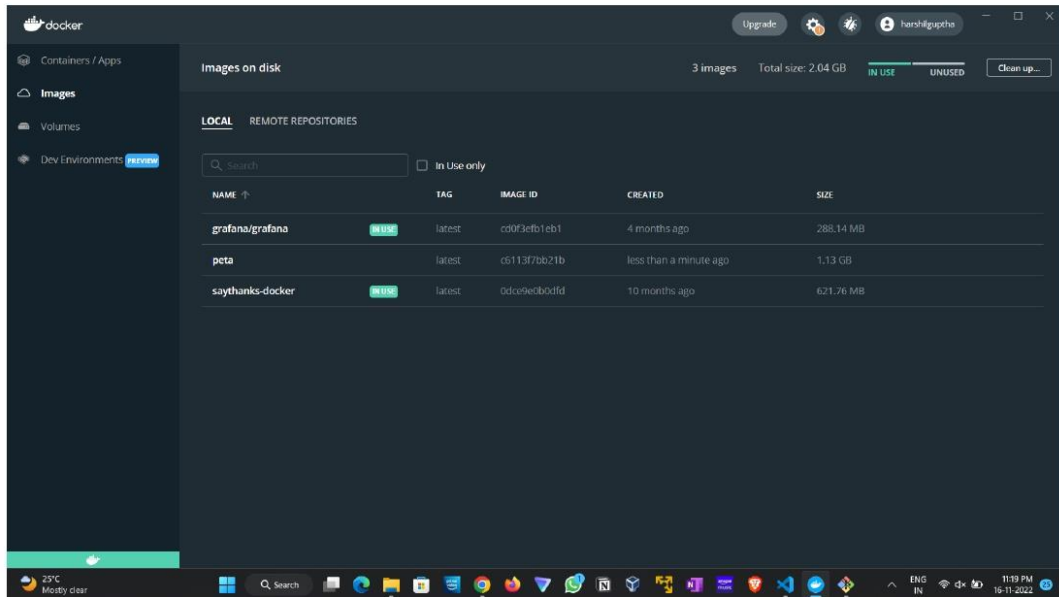 docker
Upgrade
harshilguptha
Containers / Apps
Images
Volumes
Dev Environments PREVIEW
Images on disk
3 images Total size: 2.04 GB IN USE UNUSED Clean up...
LOCAL REMOTE REPOSITORIES
Search In Use only
NAME TAG IMAGE ID CREATED SIZE
grafana/grafana IN USE latest cd0f3efb1eb1 4 months ago 288.14 MB
peta latest c6113f7bb21b less than a minute ago 1.13 GB
saythanks-docker IN USE latest 0dce9e0b0dfd 10 months ago 621.76 MB
25°C
Mostly clear
Search
ENG
IN
11:19 PM
16-11-2022